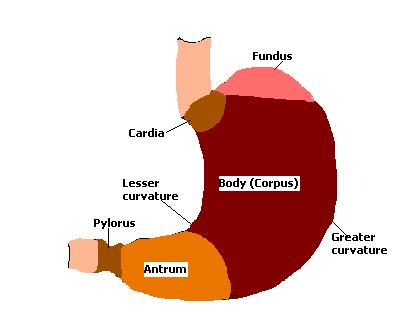 Fundus
Cardia
Lesser
curvature
Body (Corpus)
Pylorus
Greater
curvature
Antrum